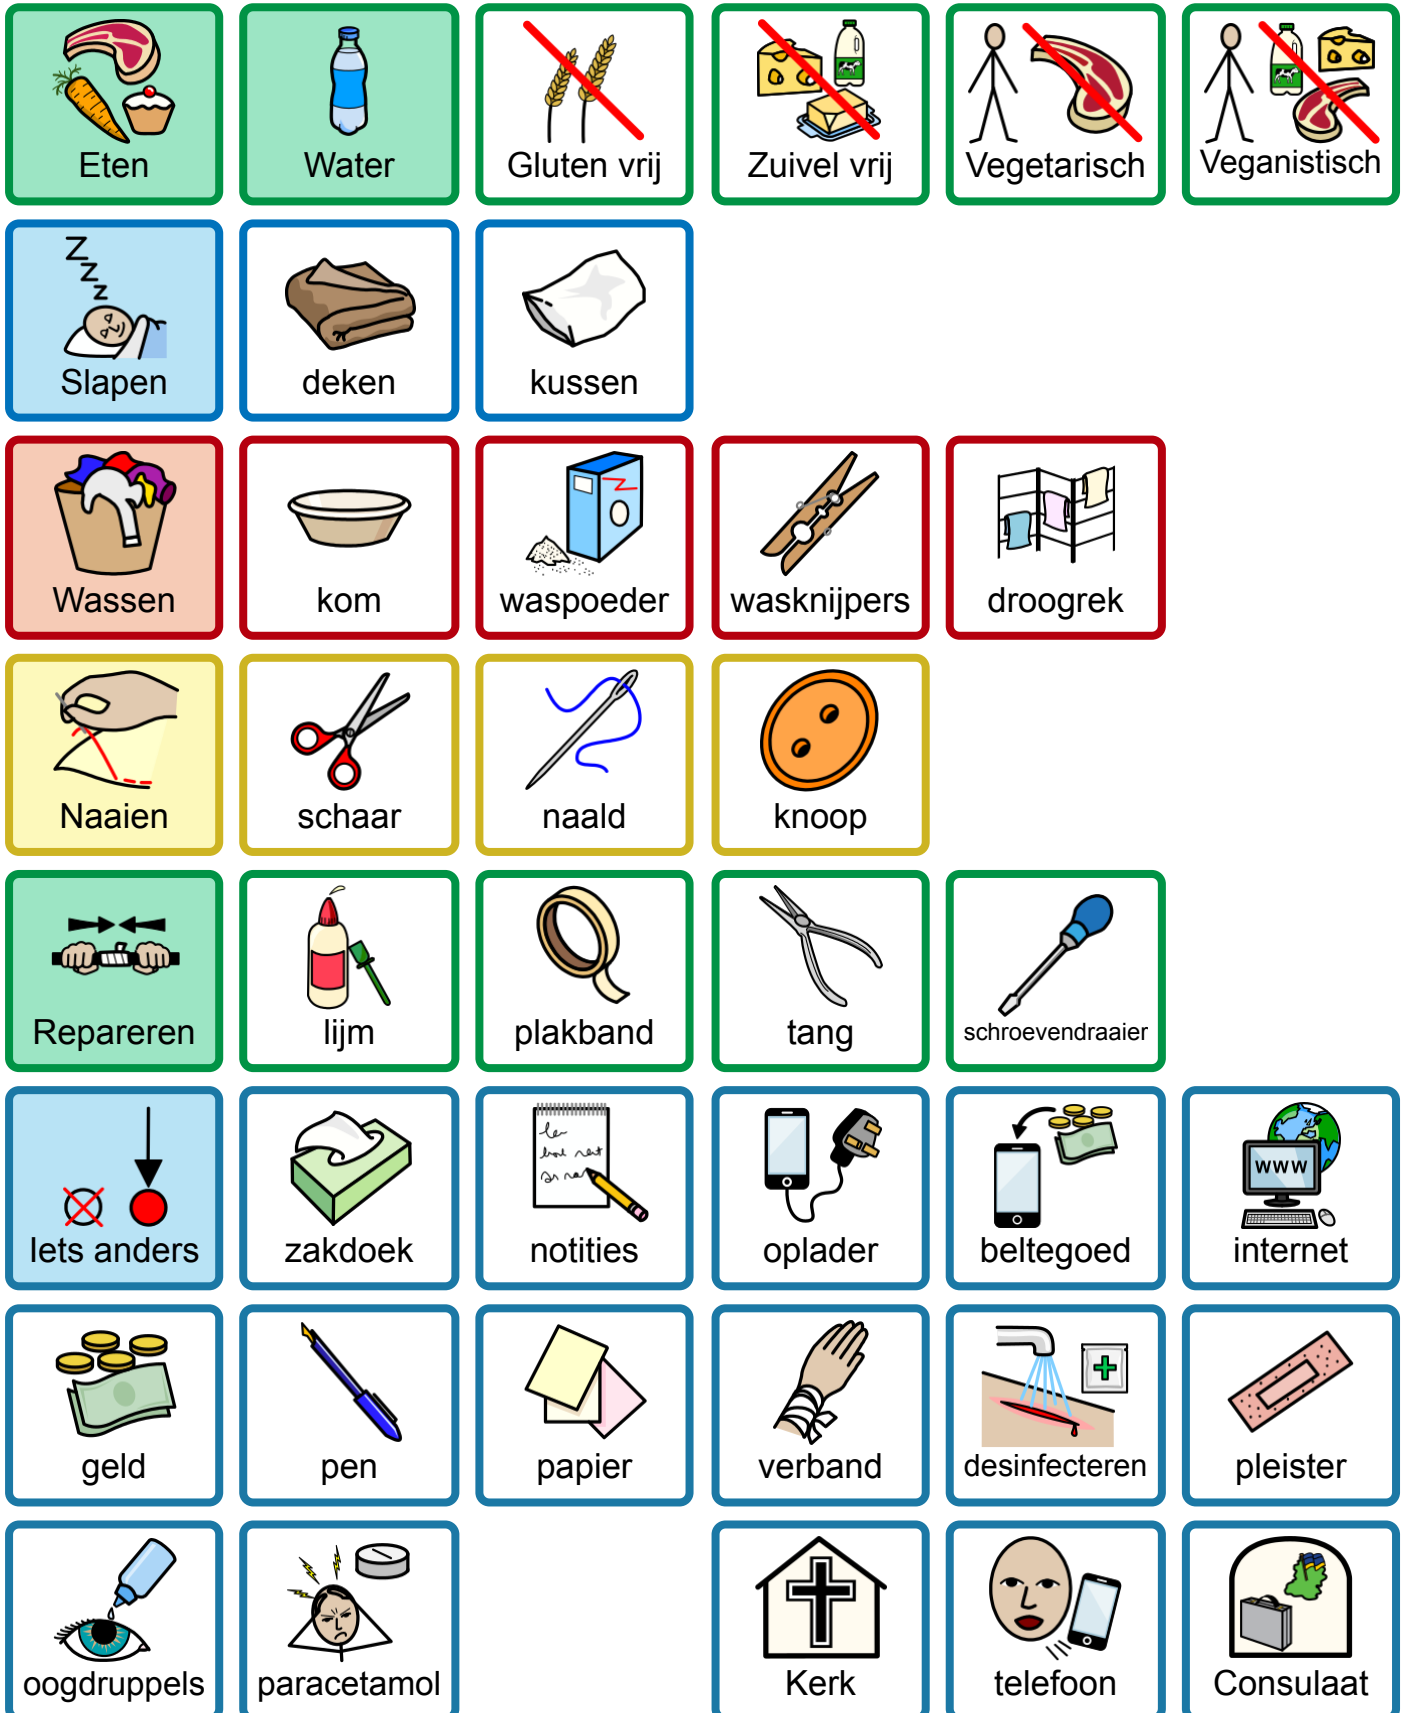 Eten
Water
Gluten vrij
Zuivel vrij
Vegetarisch
Veganistisch
Z
z
z
Slapen
deken
kussen
Wassen
kom
waspoeder
wasknijpers
droogrek
Naaien
schaar
naald
knoop
Repareren
lijm
plakband
tang
schroevendraaier
Iets anders
zakdoek
notities
oplader
beltegoed
www
internet
geld
pen
papier
verband
desinfecteren
pleister
oogdruppels
paracetamol
Kerk
telefoon
Consulaat